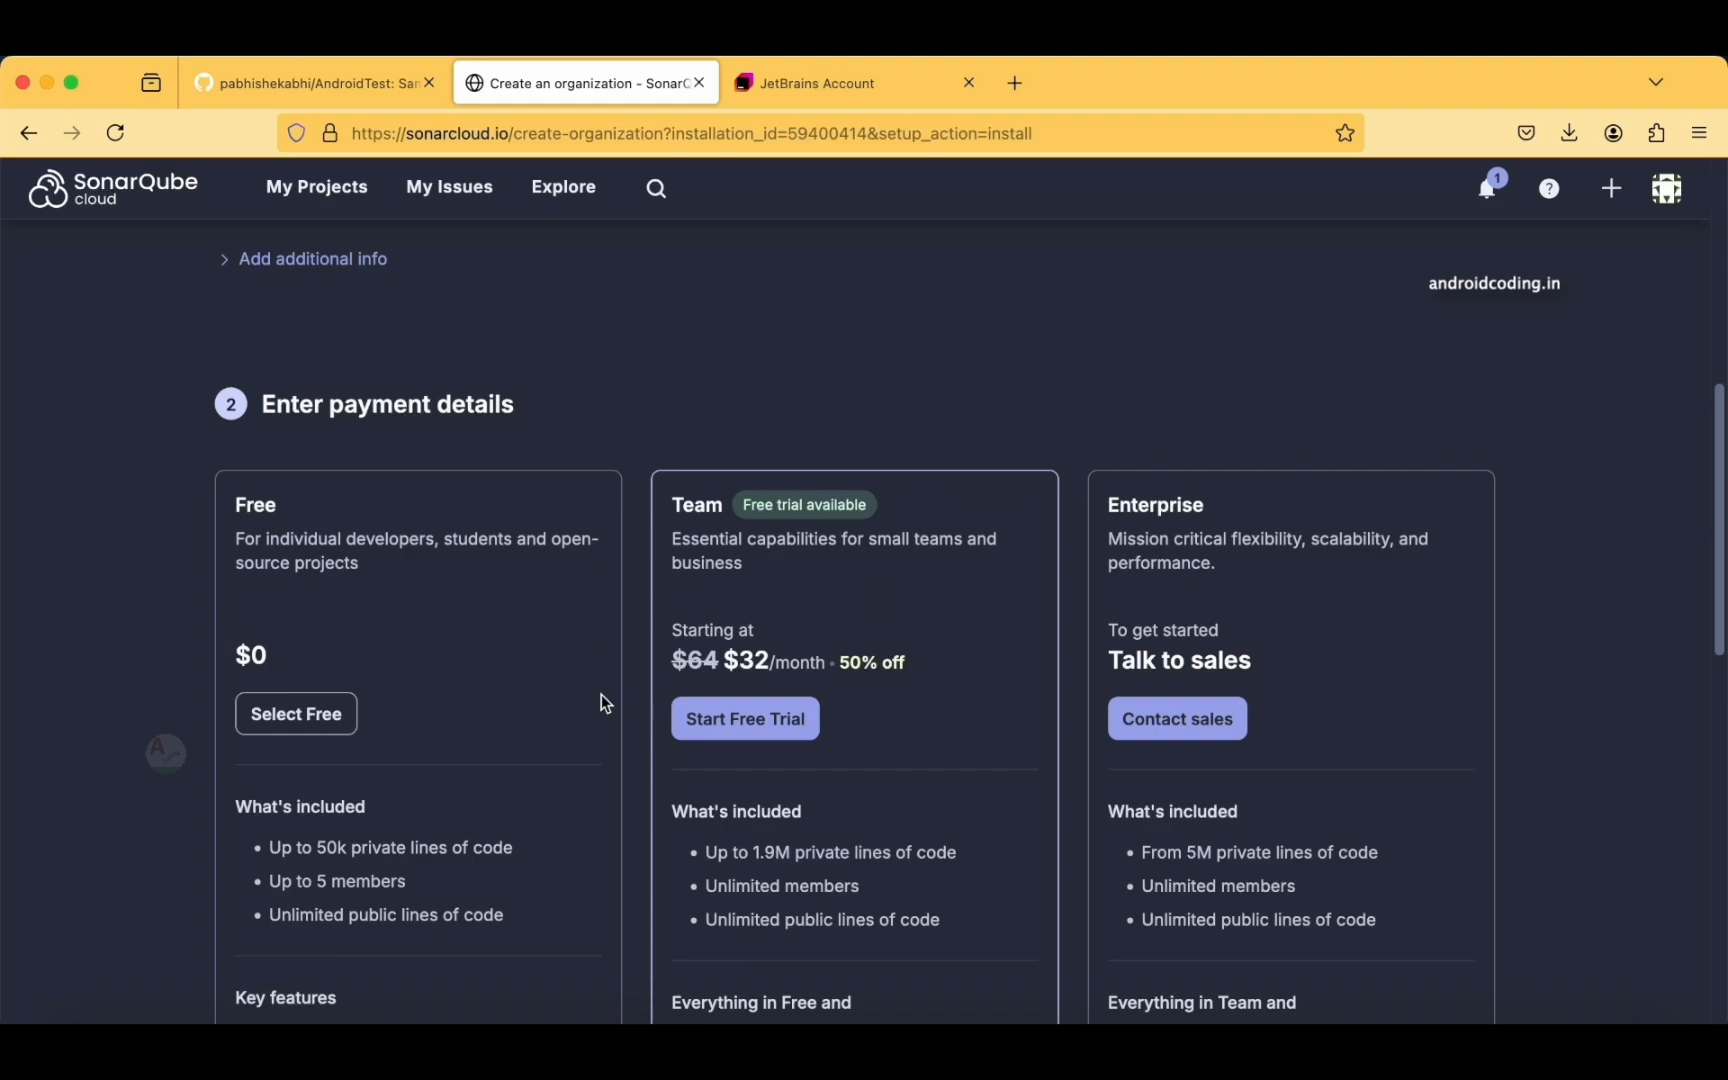 pabhishekabhi/AndroidTest: San
Create an organization - SonarQ
JetBrains Account
https://sonarcloud.io/create-organization?installation_id=59400414&setup_action=install
SonarQube
cloud
My Projects
My Issues
Explore
1
?
Add additional info
androidcoding.in
2
Enter payment details
Free
For individual developers, students and open-
source projects
$0
Select Free
What's included
• Up to 50k private lines of code
• Up to 5 members
• Unlimited public lines of code
Key features
Team
Free trial available
Essential capabilities for small teams and
business
Starting at
$64 $32/month • 50% off
Start Free Trial
What's included
• Up to 1.9M private lines of code
• Unlimited members
• Unlimited public lines of code
Everything in Free and
Enterprise
Mission critical flexibility, scalability, and
performance.
To get started
Talk to sales
Contact sales
What's included
• From 5M private lines of code
• Unlimited members
• Unlimited public lines of code
Everything in Team and
A